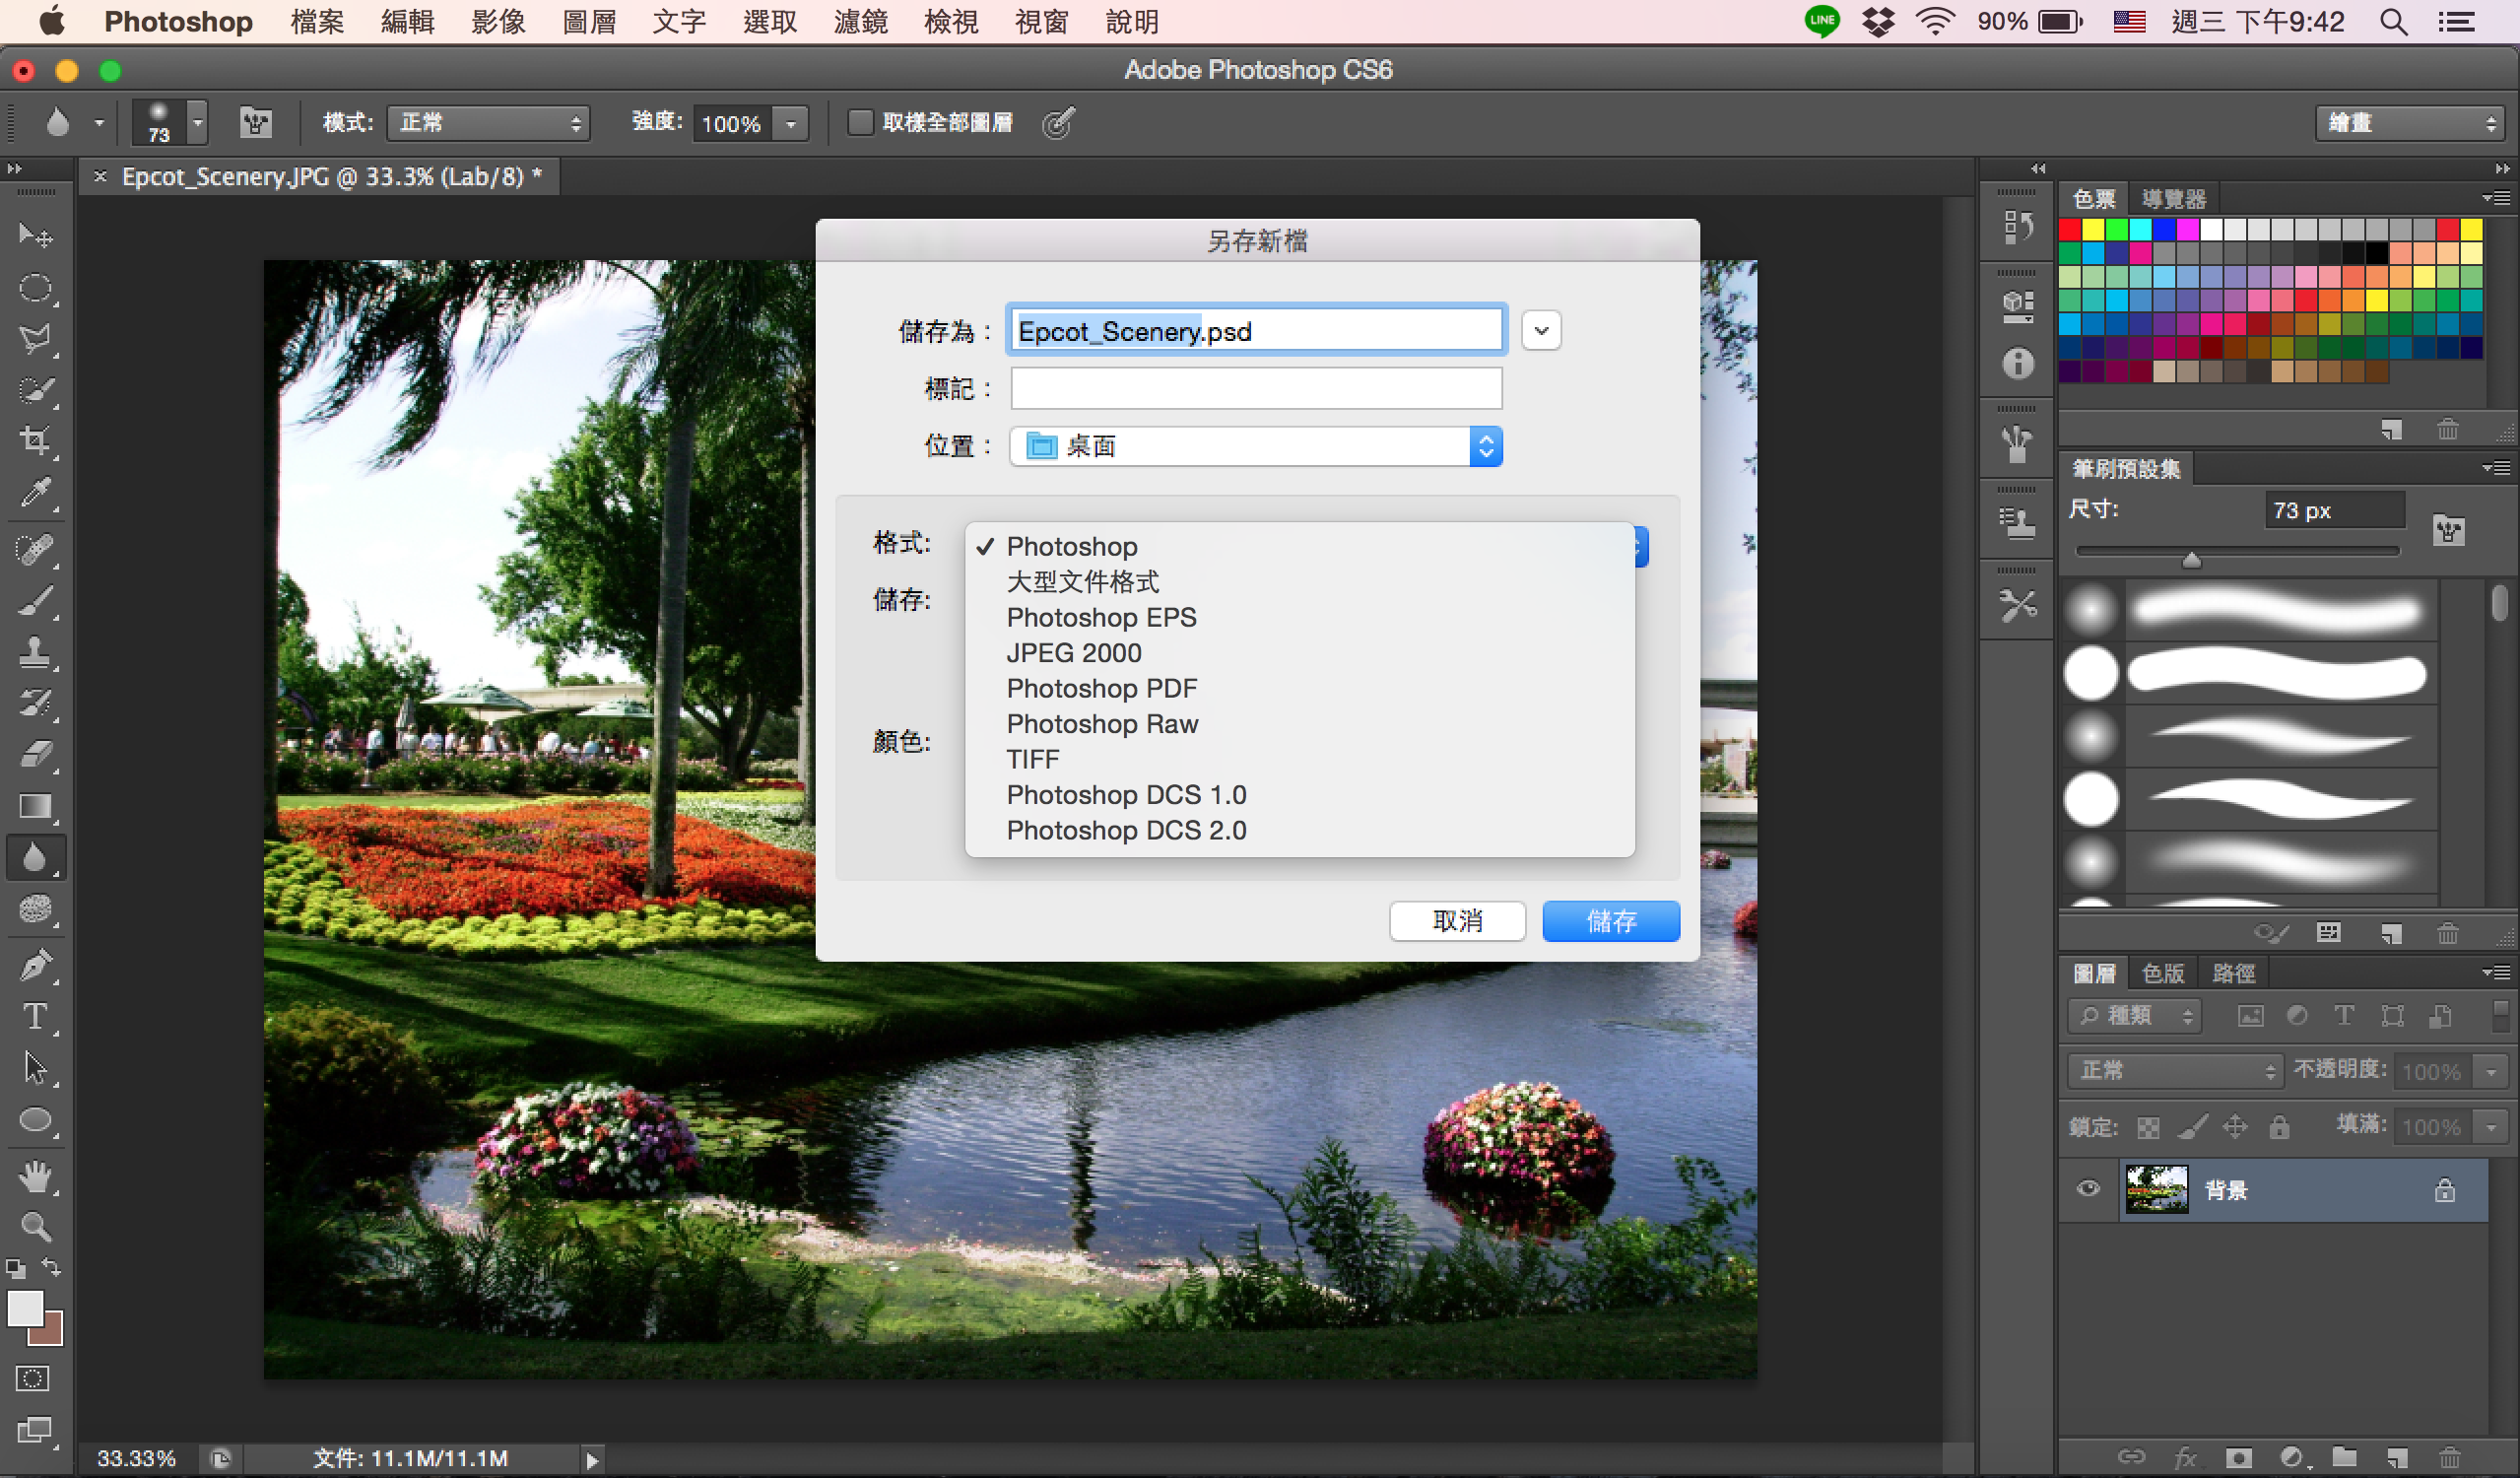 Photoshop 檔案 編輯 影像 圖層 文字 選取 濾鏡 檢視 視窗 說明
LINE 90% 週三 下午9:42
Adobe Photoshop CS6
73 模式: 正常 強度: 100% 取樣全部圖層 繪畫
× Epcot_Scenery.JPG @ 33.3% (Lab/8) *
另存新檔
儲存為：Epcot_Scenery.psd
標記：
位置：桌面
格式:
✓ Photoshop
大型文件格式
儲存:
Photoshop EPS
JPEG 2000
Photoshop PDF
Photoshop Raw
顏色:
TIFF
Photoshop DCS 1.0
Photoshop DCS 2.0
取消 儲存
色票 導覽器
筆刷預設集
尺寸: 73 px
圖層 色版 路徑
種類 T
正常 不透明度: 100%
鎖定: 填滿: 100%
背景
fx
T
33.33% 文件: 11.1M/11.1M